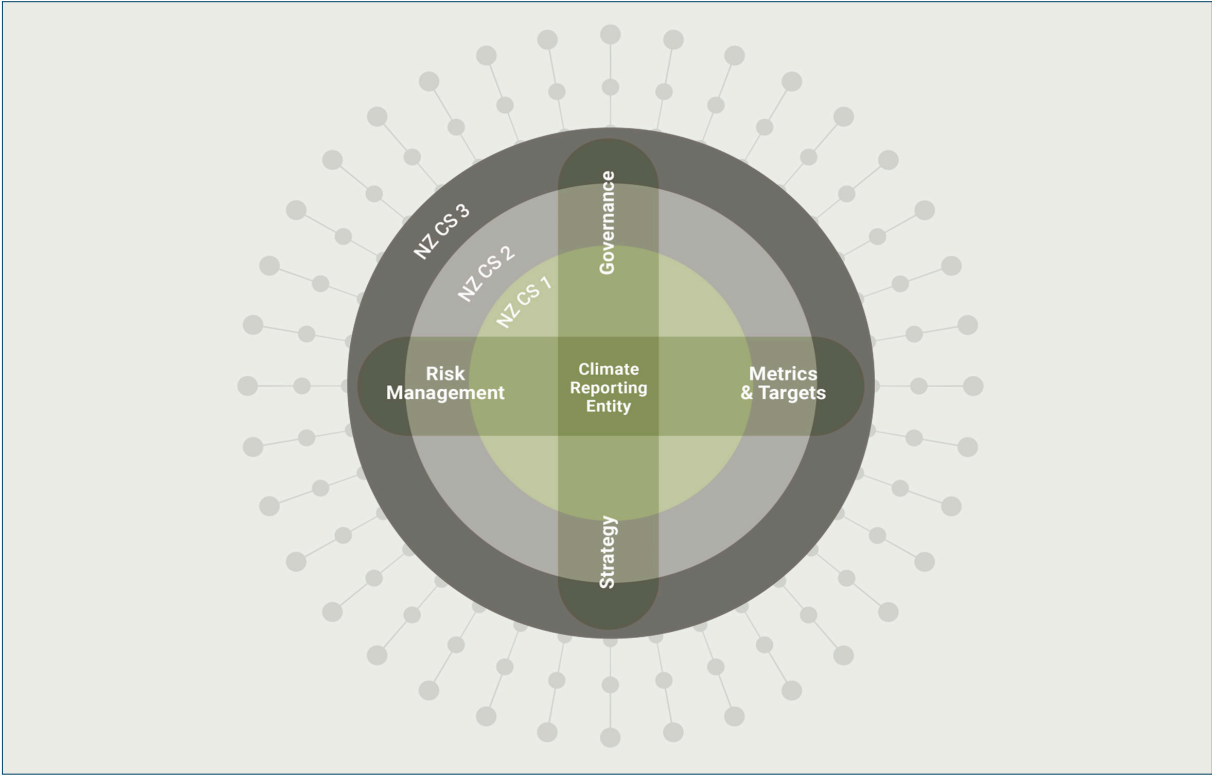 Governance
NZ CS 3
NZ CS 2
NZ CS 1
Risk
Management
Climate
Reporting
Entity
Metrics
& Targets
Strategy